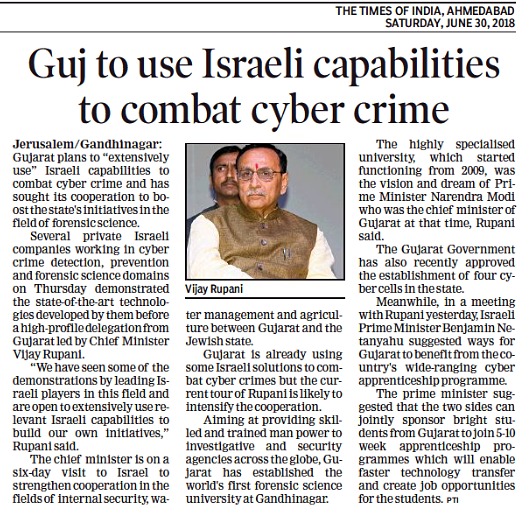 THE TIMES OF INDIA, AHMEDABAD
SATURDAY, JUNE 30, 2018
Guj to use Israeli capabilities
to combat cyber crime
Jerusalem/Gandhinagar:
Gujarat plans to “extensively
use” Israeli capabilities to
combat cyber crime and has
sought its cooperation to bo-
ost the state's initiatives in the
field of forensic science.
Several private Israeli
companies working in cyber
crime detection, prevention
and forensic science domains
on Thursday demonstrated
the state-of-the-art technolo-
gies developed by them before
a high-profile delegation from
Gujarat led by Chief Minister
Vijay Rupani.
“We have seen some of the
demonstrations by leading Is-
raeli players in this field and
are open to extensively use re-
levant Israeli capabilities to
build our own initiatives,”
Rupani said.
The chief minister is on a
six-day visit to Israel to
strengthen cooperation in the
fields of internal security, wa-
Vijay Rupani
ter management and agricul-
ture between Gujarat and the
Jewish state.
Gujarat is already using
some Israeli solutions to com-
bat cyber crimes but the cur-
rent tour of Rupani is likely to
intensify the cooperation.
Aiming at providing skil-
led and trained man power to
investigative and security
agencies across the globe, Gu-
jarat has established the
world's first forensic science
university at Gandhinagar.
The highly specialised
university, which started
functioning from 2009, was
the vision and dream of Pri-
me Minister Narendra Modi
who was the chief minister of
Gujarat at that time, Rupani
said.
The Gujarat Government
has also recently approved
the establishment of four cy-
ber cells in the state.
Meanwhile, in a meeting
with Rupani yesterday, Israeli
Prime Minister Benjamin Ne-
tanyahu suggested ways for
Gujarat to benefit from the co-
untry's wide-ranging cyber
apprenticeship programme.
The prime minister sug-
gested that the two sides can
jointly sponsor bright stu-
dents from Gujarat to join 5-10
week apprenticeship pro-
grammes which will enable
faster technology transfer
and create job opportunities
for the students. PTI